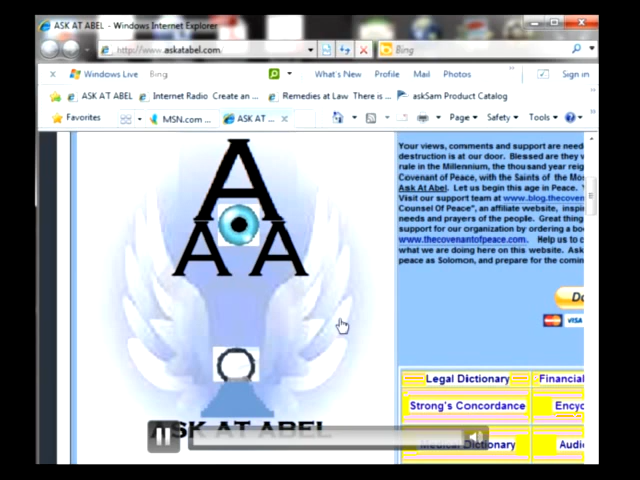 ASK AT ABEL - Windows Internet Explorer
http://www.askatabel.com/
Bing
Windows Live
Bing
What's New
Profile
Mail
Photos
Sign in
ASK AT ABEL
Internet Radio Create an ...
Remedies at Law There is ...
askSam Product Catalog
Favorites
MSN.com ...
ASK AT ...
Page
Safety
Tools
A
A A
ASK AT ABEL
Your views, comments and support are need
destruction is at our door. Blessed are they w
rule in the Millennium, the thousand year reig
Covenant of Peace, with the Saints of the Mos
Ask At Abel. Let us begin this age in Peace.
Visit our support team at www.blog.thecoven
Counsel Of Peace", an affiliate website, inspi
needs and prayers of the people. Great thing
support for our organization by ordering a bo
www.thecovenantofpeace.com. Help us to c
what we are doing here on this website. Ask
peace as Solomon, and prepare for the comin
Do
VISA
Legal Dictionary
Financial
Strong's Concordance
Encyc
Medical Dictionary
Audio